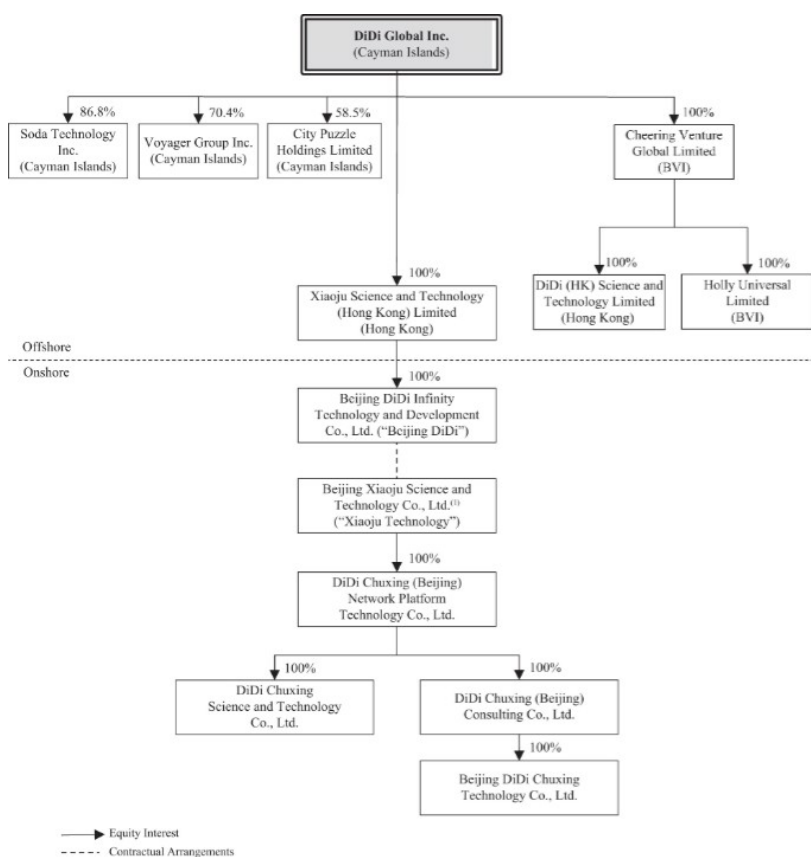 DiDi Global Inc.
(Cayman Islands)
86.8%
70.4%
58.5%
100%
Soda Technology
Inc.
(Cayman Islands)
Voyager Group Inc.
(Cayman Islands)
City Puzzle
Holdings Limited
(Cayman Islands)
Cheering Venture
Global Limited
(BVI)
100%
100%
100%
Xiaoju Science and Technology
(Hong Kong) Limited
(Hong Kong)
DiDi (HK) Science and
Technology Limited
(Hong Kong)
Holly Universal
Limited
(BVI)
Offshore
Onshore
100%
Beijing DiDi Infinity
Technology and Development
Co., Ltd. (“Beijing DiDi”)
Beijing Xiaoju Science and
Technology Co., Ltd.(1)
(“Xiaoju Technology”)
100%
DiDi Chuxing (Beijing)
Network Platform
Technology Co., Ltd.
100%
100%
DiDi Chuxing
Science and Technology
Co., Ltd.
DiDi Chuxing (Beijing)
Consulting Co., Ltd.
100%
Beijing DiDi Chuxing
Technology Co., Ltd.
Equity Interest
Contractual Arrangements